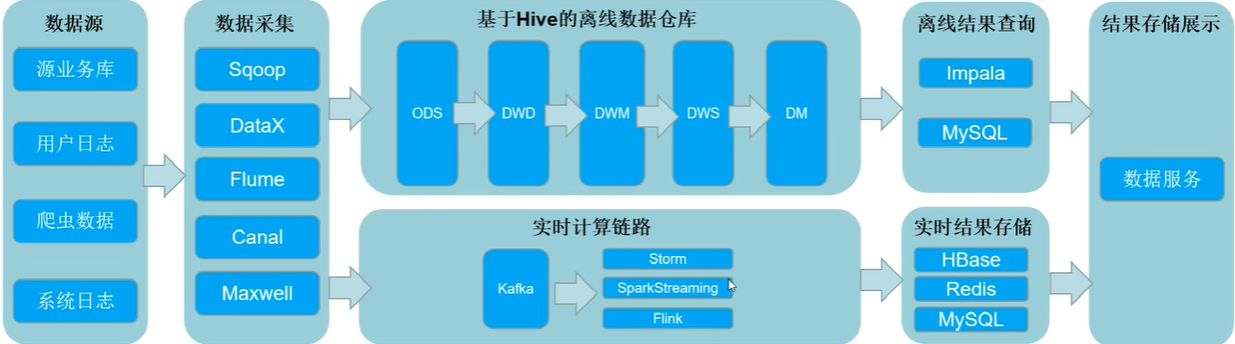 数据源
源业务库
用户日志
爬虫数据
系统日志
数据采集
Sqoop
DataX
Flume
Canal
Maxwell
基于Hive的离线数据仓库
ODS
DWD
DWM
DWS
DM
实时计算链路
Kafka
Storm
SparkStreaming
Flink
离线结果查询
Impala
MySQL
实时结果存储
HBase
Redis
MySQL
结果存储展示
数据服务